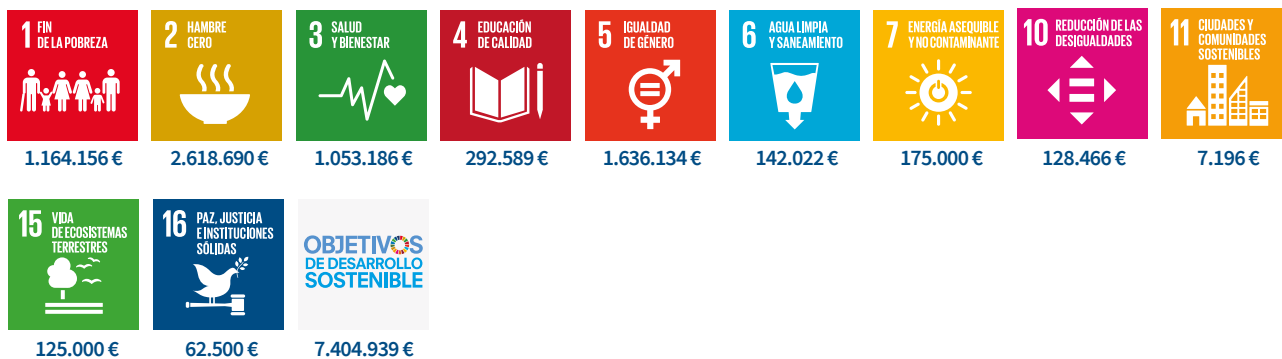 1 FIN
DE LA POBREZA
1.164.156 €
2 HAMBRE
CERO
2.618.690 €
3 SALUD
Y BIENESTAR
1.053.186 €
4 EDUCACIÓN
DE CALIDAD
292.589 €
5 IGUALDAD
DE GÉNERO
1.636.134 €
6 AGUA LIMPIA
Y SANEAMIENTO
142.022 €
7 ENERGÍA ASEQUIBLE
Y NO CONTAMINANTE
175.000 €
10 REDUCCIÓN DE LAS
DESIGUALDADES
128.466 €
11 CIUDADES Y
COMUNIDADES
SOSTENIBLES
7.196 €
15 VIDA
DE ECOSISTEMAS
TERRESTRES
125.000 €
16 PAZ, JUSTICIA
E INSTITUCIONES
SÓLIDAS
62.500 €
OBJETIVOS
DE DESARROLLO
SOSTENIBLE
7.404.939 €